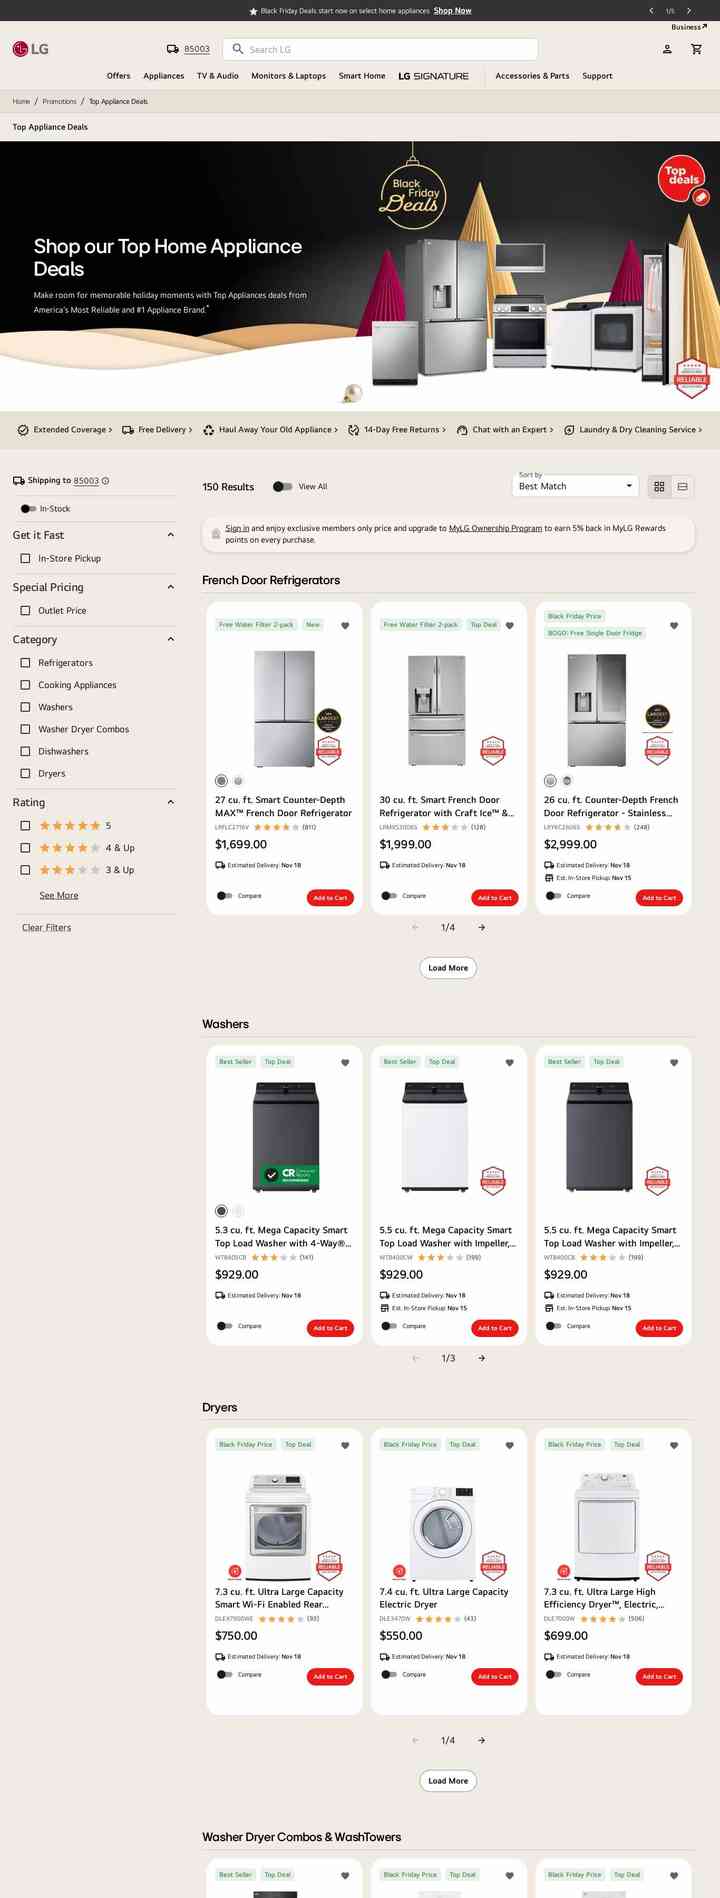 Black Friday Deals start now on select home appliances Shop Now
1/5
Business
LG
85003
Search LG
Offers Appliances TV & Audio Monitors & Laptops Smart Home LG SIGNATURE Accessories & Parts Support
Home / Promotions / Top Appliance Deals
Top Appliance Deals
Black Friday Deals
Top deals
Shop our Top Home Appliance
Deals
Make room for memorable holiday moments with Top Appliances deals from
America's Most Reliable and #1 Appliance Brand.*
RELIABLE
Extended Coverage > Free Delivery > Haul Away Your Old Appliance > 14-Day Free Returns > Chat with an Expert > Laundry & Dry Cleaning Service >
Shipping to 85003
In-Stock
Get it Fast
In-Store Pickup
Special Pricing
Outlet Price
Category
Refrigerators
Cooking Appliances
Washers
Washer Dryer Combos
Dishwashers
Dryers
Rating
5
4 & Up
3 & Up
See More
Clear Filters
150 Results
View All
Sort by
Best Match
Sign in and enjoy exclusive members only price and upgrade to MyLG Ownership Program to earn 5% back in MyLG Rewards
points on every purchase.
French Door Refrigerators
Free Water Filter 2-pack New
LARGEST
RELIABLE
27 cu. ft. Smart Counter-Depth
MAX™ French Door Refrigerator
LRFLC2716V (811)
$1,699.00
Estimated Delivery: Nov 18
Compare
Add to Cart
Free Water Filter 2-pack Top Deal
RELIABLE
30 cu. ft. Smart French Door
Refrigerator with Craft Ice™ &...
(128)
$1,999.00
Estimated Delivery: Nov 18
Compare
Add to Cart
Black Friday Price
BOGO: Free Single Door Fridge
LARGEST
RELIABLE
26 cu. ft. Counter-Depth French
Door Refrigerator - Stainless...
(248)
$2,999.00
Estimated Delivery: Nov 18
Est. In-Store Pickup: Nov 15
Compare
Add to Cart
1/4
Load More
Washers
Best Seller Top Deal
CR Consumer Reports
RECOMMENDED
5.3 cu. ft. Mega Capacity Smart
Top Load Washer with 4-Way®...
WT8405CB (141)
$929.00
Estimated Delivery: Nov 18
Compare
Add to Cart
Best Seller Top Deal
RELIABLE
5.5 cu. ft. Mega Capacity Smart
Top Load Washer with Impeller,...
WT8400CW (199)
$929.00
Estimated Delivery: Nov 18
Est. In-Store Pickup: Nov 15
Compare
Add to Cart
Best Seller Top Deal
RELIABLE
5.5 cu. ft. Mega Capacity Smart
Top Load Washer with Impeller,...
WT8400CB (199)
$929.00
Estimated Delivery: Nov 18
Est. In-Store Pickup: Nov 15
Compare
Add to Cart
1/3
Dryers
Black Friday Price Top Deal
RELIABLE
7.3 cu. ft. Ultra Large Capacity
Smart Wi-Fi Enabled Rear...
DLEX7900WE (93)
$750.00
Estimated Delivery: Nov 18
Compare
Add to Cart
Black Friday Price Top Deal
RELIABLE
7.4 cu. ft. Ultra Large Capacity
Electric Dryer
DLE3470W (43)
$550.00
Estimated Delivery: Nov 18
Compare
Add to Cart
Black Friday Price Top Deal
RELIABLE
7.3 cu. ft. Ultra Large High
Efficiency Dryer™, Electric,...
DLE7000W (506)
$699.00
Estimated Delivery: Nov 18
Compare
Add to Cart
1/4
Load More
Washer Dryer Combos & WashTowers
Best Seller Top Deal
Black Friday Price Top Deal
Black Friday Price Top Deal